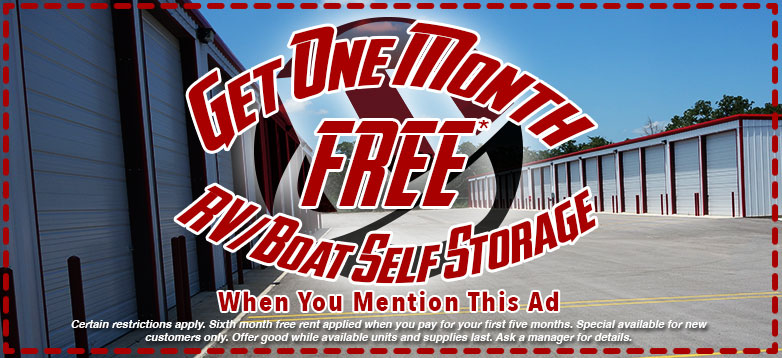 Get One Month
FREE*
RV/Boat Self Storage
When You Mention This Ad
Certain restrictions apply. Sixth month free rent applied when you pay for your first five months. Special available for new
customers only. Offer good while available units and supplies last. Ask a manager for details.